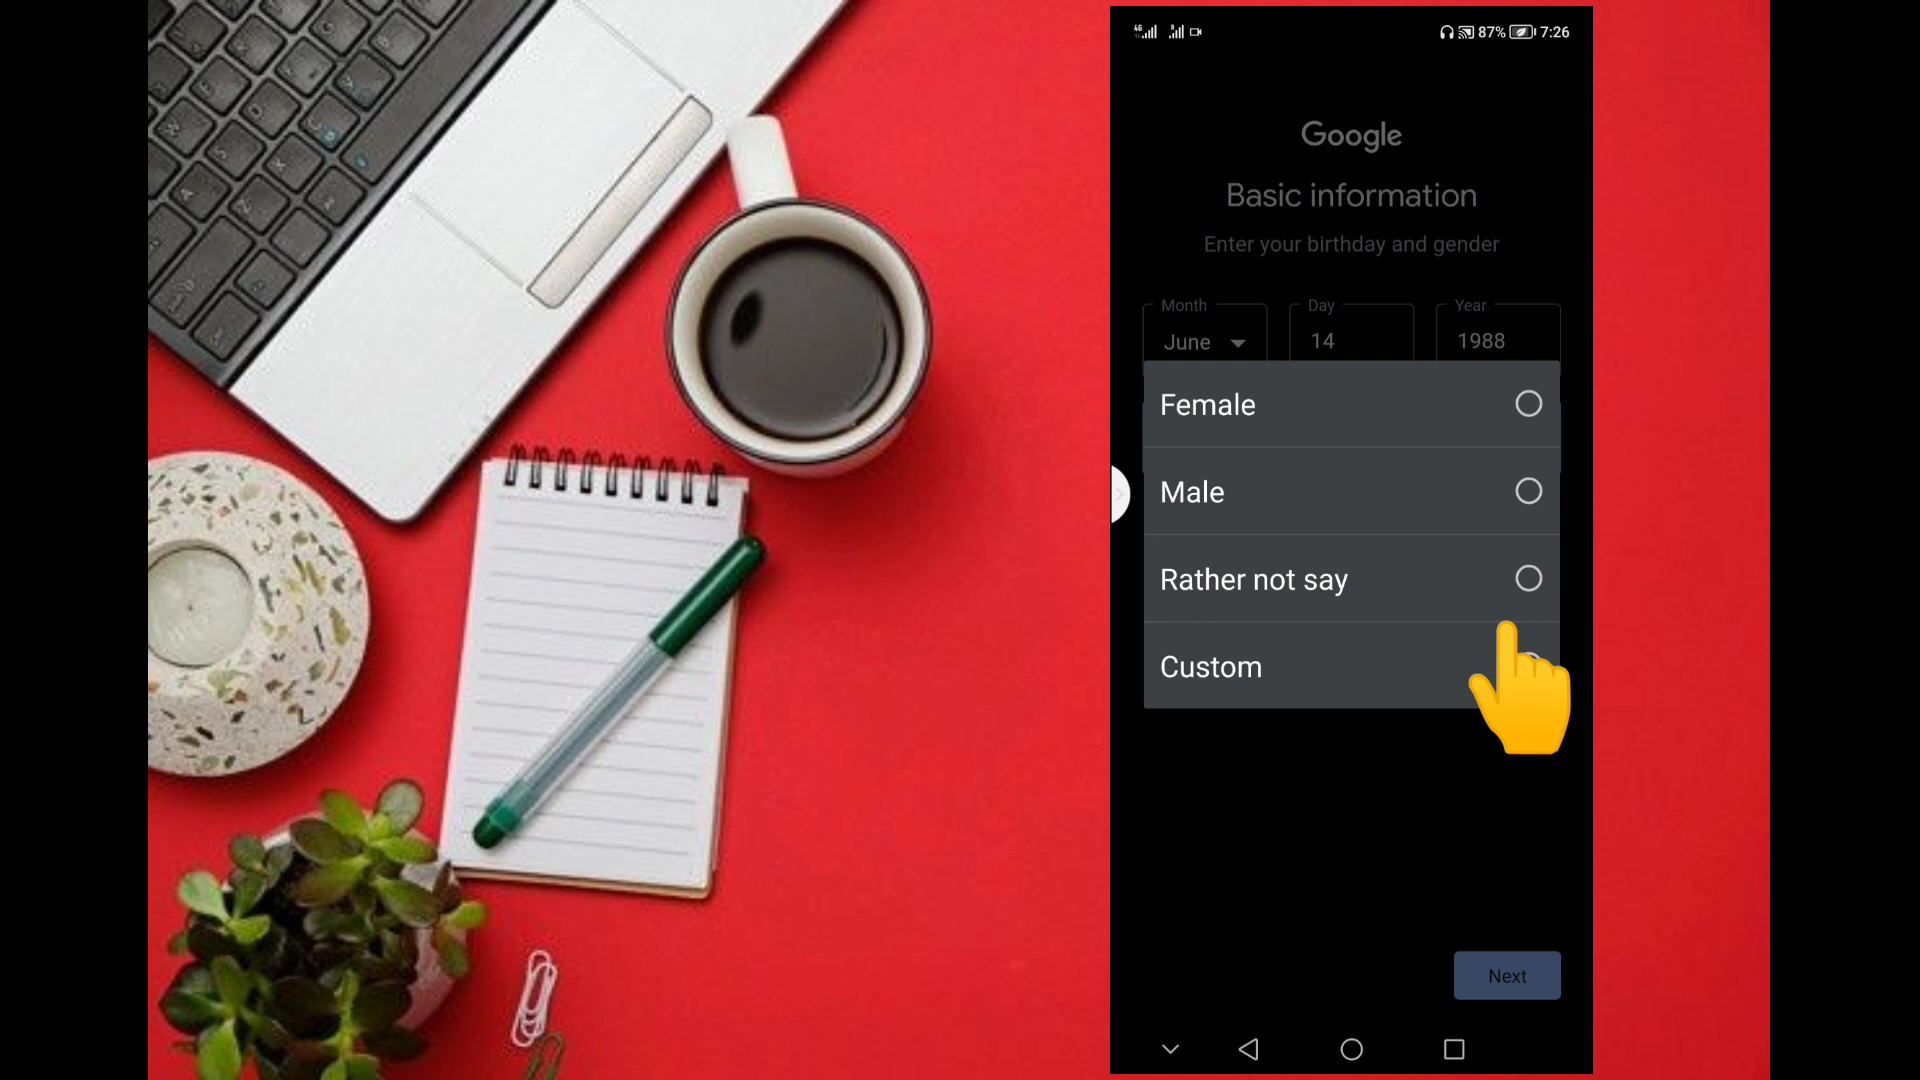 87% 7:26
Google
Basic information
Enter your birthday and gender
Month Day Year
June 14 1988
Female
Male
Rather not say
Custom
Next